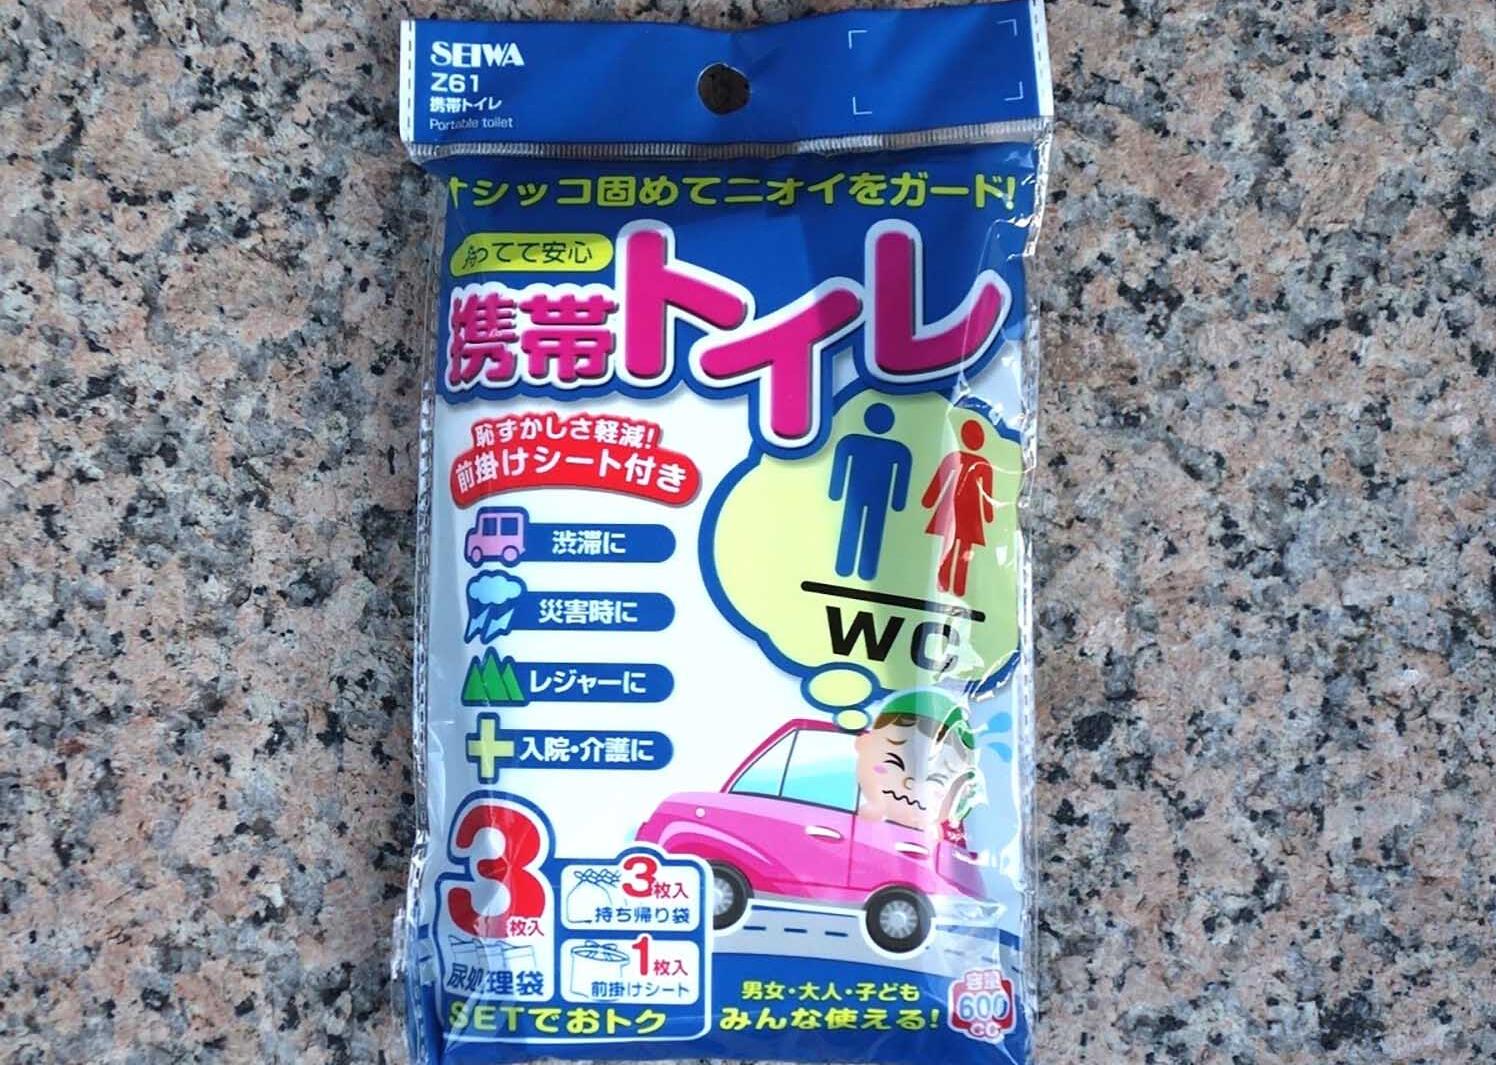 SEIWA
Z61
携帯トイレ
Portable toilet
オシッコ固めてニオイをガード!
持ってて安心
携帯トイレ
恥ずかしさ軽減!
前掛けシート付き
渋滞に
災害時に
レジャーに
入院・介護に
WC
3枚入
尿処理袋
3枚入
持ち帰り袋
1枚入
前掛けシート
SETでおトク
男女・大人・子ども
みんな使える!
容量
600
CC